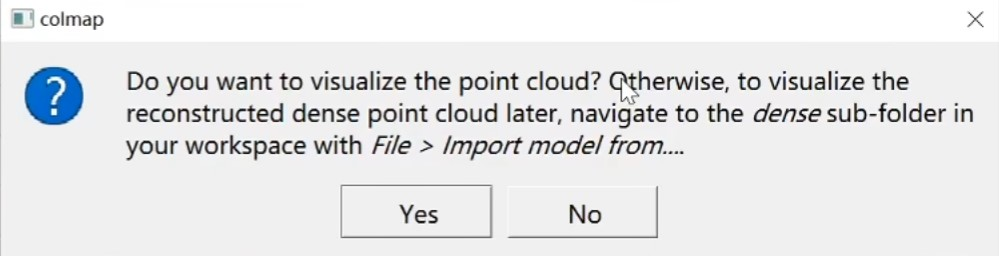 colmap
Do you want to visualize the point cloud? Otherwise, to visualize the
reconstructed dense point cloud later, navigate to the dense sub-folder in
your workspace with File > Import model from....
Yes
No